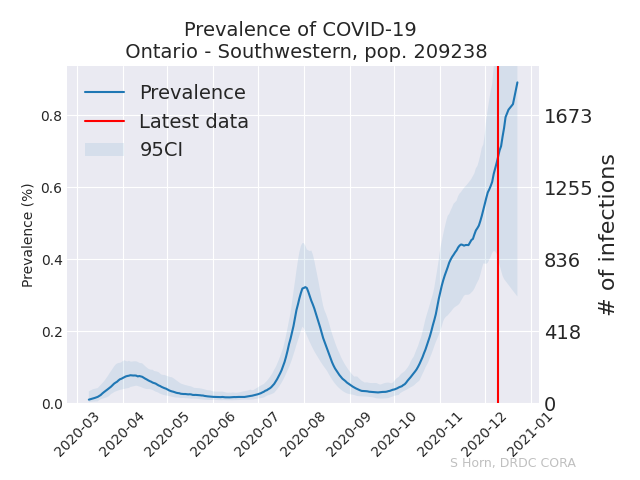 Prevalence of COVID-19
Ontario - Southwestern, pop. 209238
Prevalence
Latest data
95CI
Prevalence (%)
0.8
0.6
0.4
0.2
0.0
1673
1255
836
418
0
# of infections
2020-03
2020-04
2020-05
2020-06
2020-07
2020-08
2020-09
2020-10
2020-11
2020-12
2021-01
S Horn, DRDC CORA